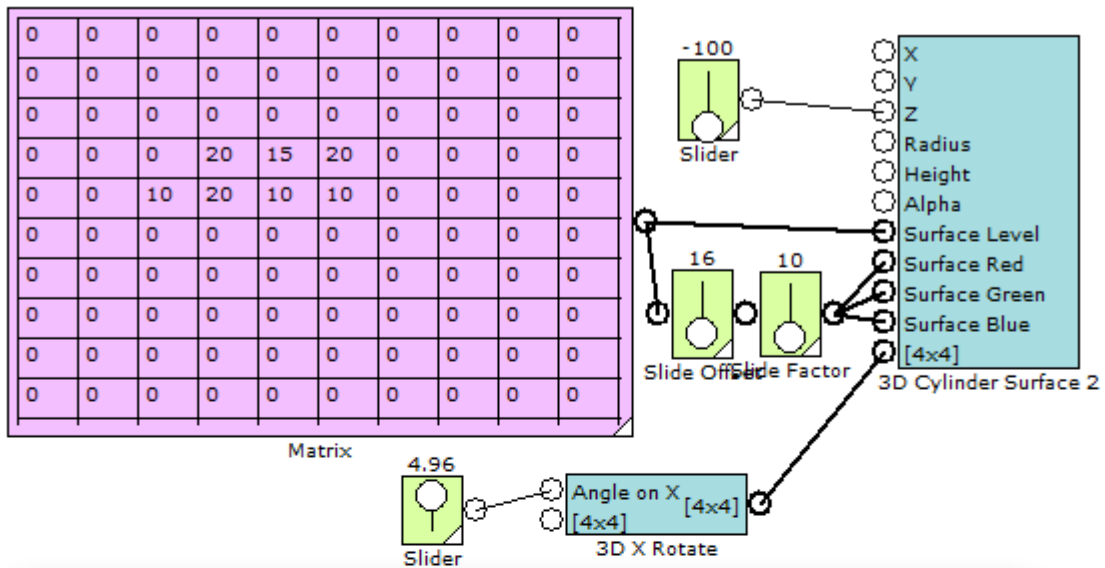 0 0 0 0 0 0 0 0 0 0
0 0 0 0 0 0 0 0 0 0
0 0 0 0 0 0 0 0 0 0
0 0 0 20 15 20 0 0 0 0
0 0 10 20 10 10 0 0 0 0
0 0 0 0 0 0 0 0 0 0
0 0 0 0 0 0 0 0 0 0
0 0 0 0 0 0 0 0 0 0
0 0 0 0 0 0 0 0 0 0
0 0 0 0 0 0 0 0 0 0
Matrix
-100
Slider
X
Y
Z
Radius
Height
Alpha
Surface Level
Surface Red
Surface Green
Surface Blue
[4x4]
3D Cylinder Surface 2
16
Slide Offset
10
Slide Factor
4.96
Slider
Angle on X
[4x4]
[4x4]
3D X Rotate